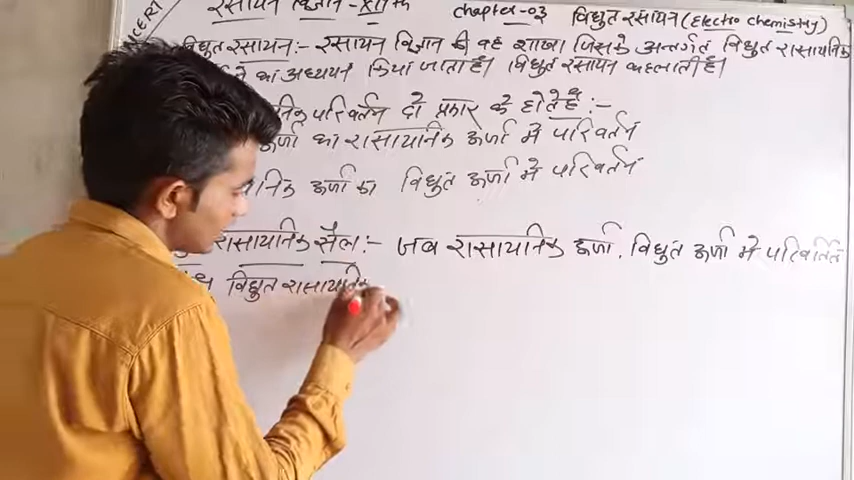 NCERT
रसायन विज्ञान - XIIth chapter-03 विधुत रसायन (Electro chemistry)
विधुत रसायन :- रसायन विज्ञान की वह शाखा जिसके अन्तर्गत विधुत रासायनिक
का अध्ययन किया जाता है। विधुत रसायन कहलाती है।
परिवर्तन दो प्रकार के होते है :-
ऊर्जा का रासायनिक ऊर्जा में परिवर्तन
ऊर्जा का विधुत ऊर्जा में परिवर्तन
रासायनिक सैल :- जब रासायनिक ऊर्जा, विधुत ऊर्जा में परिवर्तित
विधुत रासायनिक